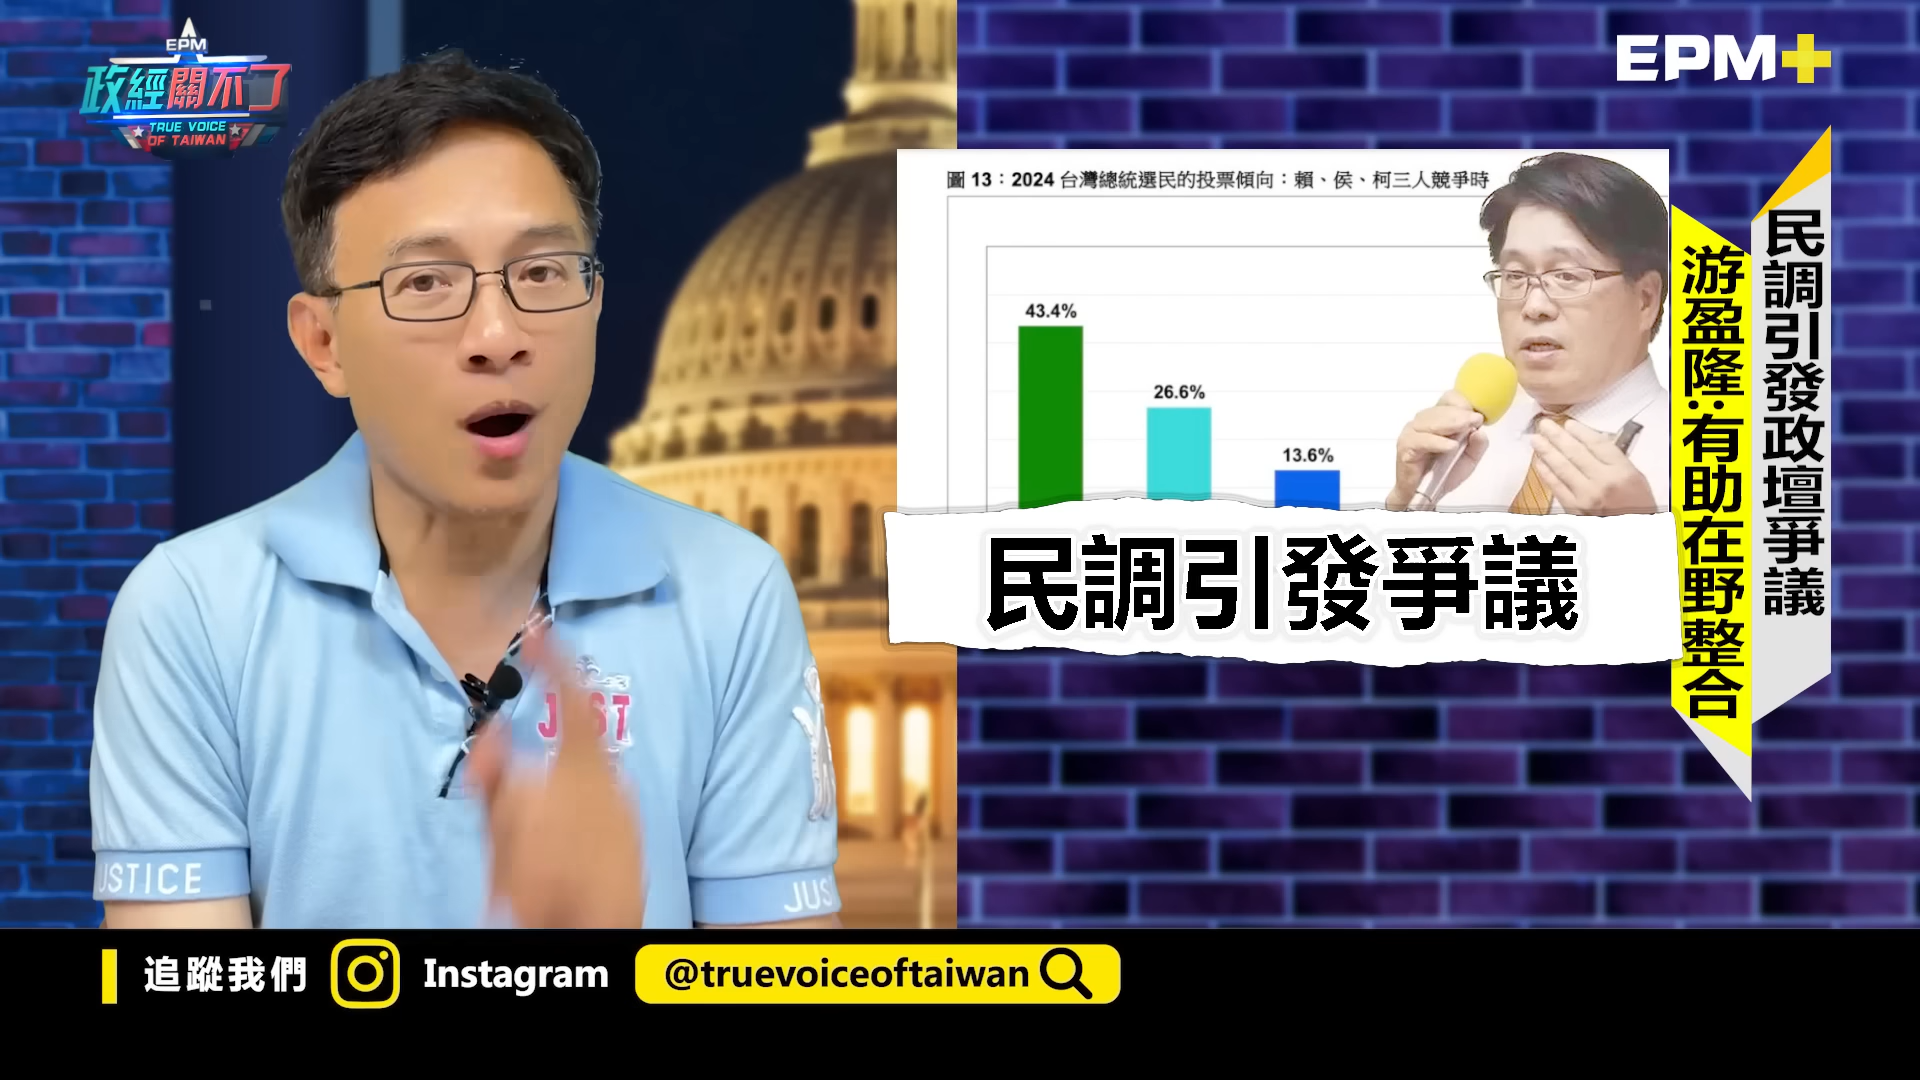 EPM
政經關不了
TRUE VOICE
OF TAIWAN
EPM+
圖 13：2024 台灣總統選民的投票傾向：賴、侯、柯三人競爭時
43.4%
26.6%
13.6%
民調引發爭議
民調引發政壇爭議
游盈隆:有助在野整合
JUST
USTICE
JUS
追蹤我們
Instagram
@truevoiceoftaiwan